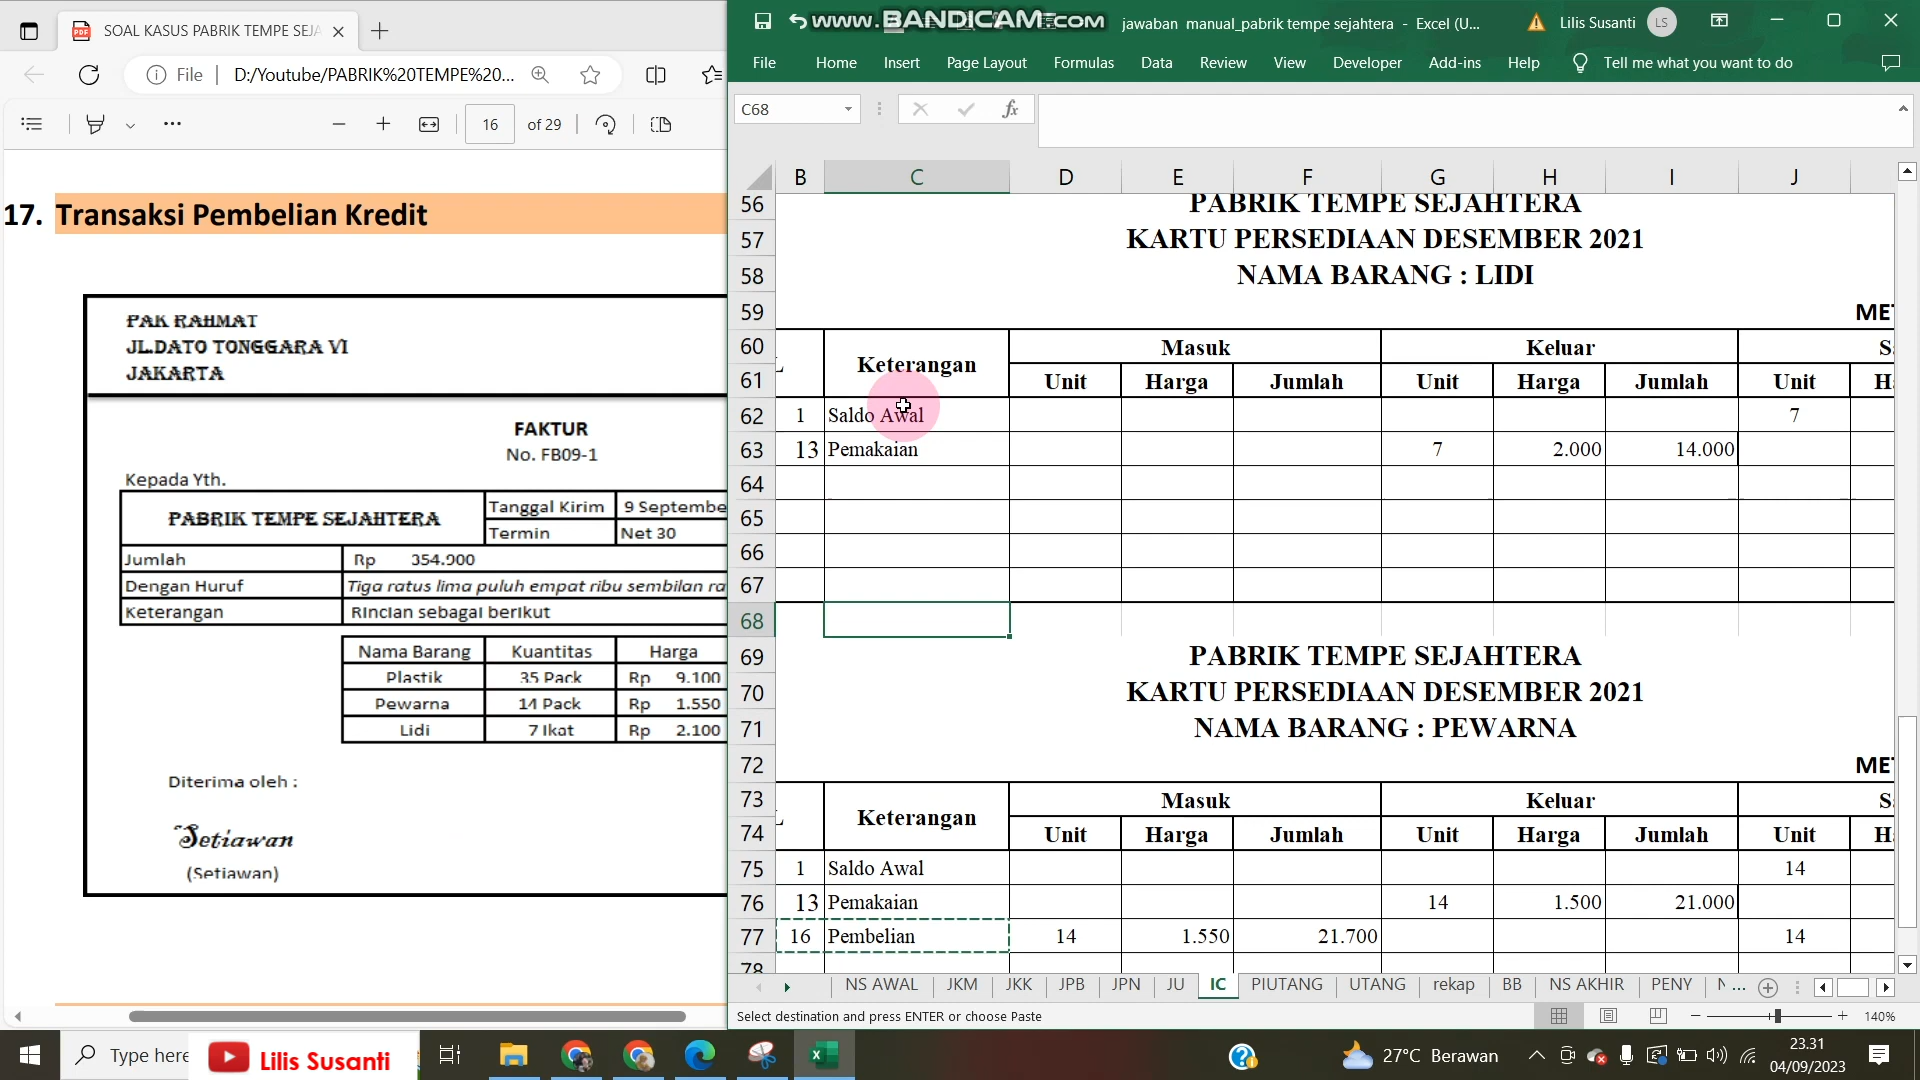 SOAL KASUS PABRIK TEMPE SEJA
File
D:/Youtube/PABRIK%20TEMPE%20...
16 of 29
17. Transaksi Pembelian Kredit
PAK RAHMAT
JL.DATO TONGGARA VI
JAKARTA
FAKTUR
No. FB09-1
Kepada Yth.
PABRIK TEMPE SEJAHTERA
Tanggal Kirim 9 Septembe
Termin Net 30
Jumlah Rp 354.900
Dengan Huruf Tiga ratus lima puluh empat ribu sembilan ra
Keterangan Rincian sebagai berikut
Nama Barang Kuantitas Harga
Plastik 35 Pack Rp 9.100
Pewarna 14 Pack Rp 1.550
Lidi 7 Ikat Rp 2.100
Diterima oleh :
Setiawan
(Setiawan)
www.BANDICAM.com
jawaban manual_pabrik tempe sejahtera - Excel (U...
Lilis Susanti LS
File Home Insert Page Layout Formulas Data Review View Developer Add-ins Help Tell me what you want to do
C68 fx
B C D E F G H I J
56 PABRIK TEMPE SEJAHTERA
57 KARTU PERSEDIAAN DESEMBER 2021
58 NAMA BARANG : LIDI
59 MET
60 Keterangan Masuk Keluar S
61 Unit Harga Jumlah Unit Harga Jumlah Unit H
62 1 Saldo Awal 7
63 13 Pemakaian 7 2.000 14.000
64
65
66
67
68
69 PABRIK TEMPE SEJAHTERA
70 KARTU PERSEDIAAN DESEMBER 2021
71 NAMA BARANG : PEWARNA
72 MET
73 Keterangan Masuk Keluar S
74 Unit Harga Jumlah Unit Harga Jumlah Unit H
75 1 Saldo Awal 14
76 13 Pemakaian 14 1.500 21.000
77 16 Pembelian 14 1.550 21.700 14
78
NS AWAL JKM JKK JPB JPN JU IC PIUTANG UTANG rekap BB NS AKHIR PENY N ...
Select destination and press ENTER or choose Paste
140%
Type here
Lilis Susanti
27°C Berawan
23.31
04/09/2023